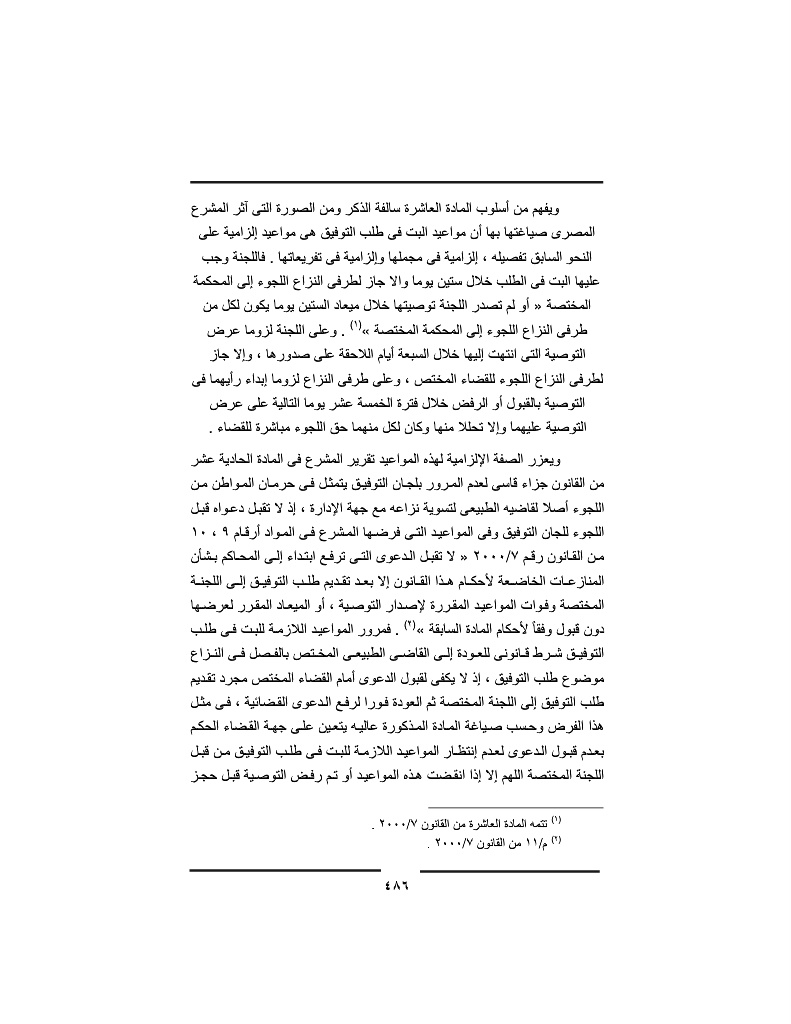 ويفهم من أسلوب المادة العاشرة سالفة الذكر ومن الصورة التى آثر المشرع
المصرى صياغتها بها أن مواعيد البت فى طلب التوفيق هى مواعيد إلزامية على
النحو السابق تفصيله ، إلزامية فى مجملها وإلزامية فى تفريعاتها . فاللجنة وجب
عليها البت فى الطلب خلال ستين يوما والا جاز لطرفى النزاع اللجوء إلى المحكمة
المختصة « أو لم تصدر اللجنة توصيتها خلال ميعاد الستين يوما يكون لكل من
طرفى النزاع اللجوء إلى المحكمة المختصة »(١) . وعلى اللجنة لزوما عرض
التوصية التى انتهت إليها خلال السبعة أيام اللاحقة على صدورها ، وإلا جاز
لطرفى النزاع اللجوء للقضاء المختص ، وعلى طرفى النزاع لزوما إبداء رأيهما فى
التوصية بالقبول أو الرفض خلال فترة الخمسة عشر يوما التالية على عرض
التوصية عليهما وإلا تحللا منها وكان لكل منهما حق اللجوء مباشرة للقضاء .
ويعزر الصفة الإلزامية لهذه المواعيد تقرير المشرع فى المادة الحادية عشر
من القانون جزاء قاسى لعدم المرور بلجان التوفيق يتمثل فى حرمان المواطن من
اللجوء أصلا لقاضيه الطبيعى لتسوية نزاعه مع جهة الإدارة ، إذ لا تقبل دعواه قبل
اللجوء للجان التوفيق وفى المواعيد التى فرضها المشرع فى المواد أرقام ٩ ، ١٠
من القانون رقم ٢٠٠٠/٧ « لا تقبل الدعوى التى ترفع ابتداء إلى المحاكم بشأن
المنازعات الخاضعة لأحكام هذا القانون إلا بعد تقديم طلب التوفيق إلى اللجنة
المختصة وفوات المواعيد المقررة لإصدار التوصية ، أو الميعاد المقرر لعرضها
دون قبول وفقاً لأحكام المادة السابقة »(٢) . فمرور المواعيد اللازمة للبت فى طلب
التوفيق شرط قانونى للعودة إلى القاضى الطبيعى المختص بالفصل فى النزاع
موضوع طلب التوفيق ، إذ لا يكفى لقبول الدعوى أمام القضاء المختص مجرد تقديم
طلب التوفيق إلى اللجنة المختصة ثم العودة فورا لرفع الدعوى القضائية ، فى مثل
هذا الفرض وحسب صياغة المادة المذكورة عاليه يتعين على جهة القضاء الحكم
بعدم قبول الدعوى لعدم إنتظار المواعيد اللازمة للبت فى طلب التوفيق من قبل
اللجنة المختصة اللهم إلا إذا انقضت هذه المواعيد أو تم رفض التوصية قبل حجز
(١) تتمه المادة العاشرة من القانون ٢٠٠٠/٧ .
(٢) م/١١ من القانون ٢٠٠٠/٧ .
٤٨٦